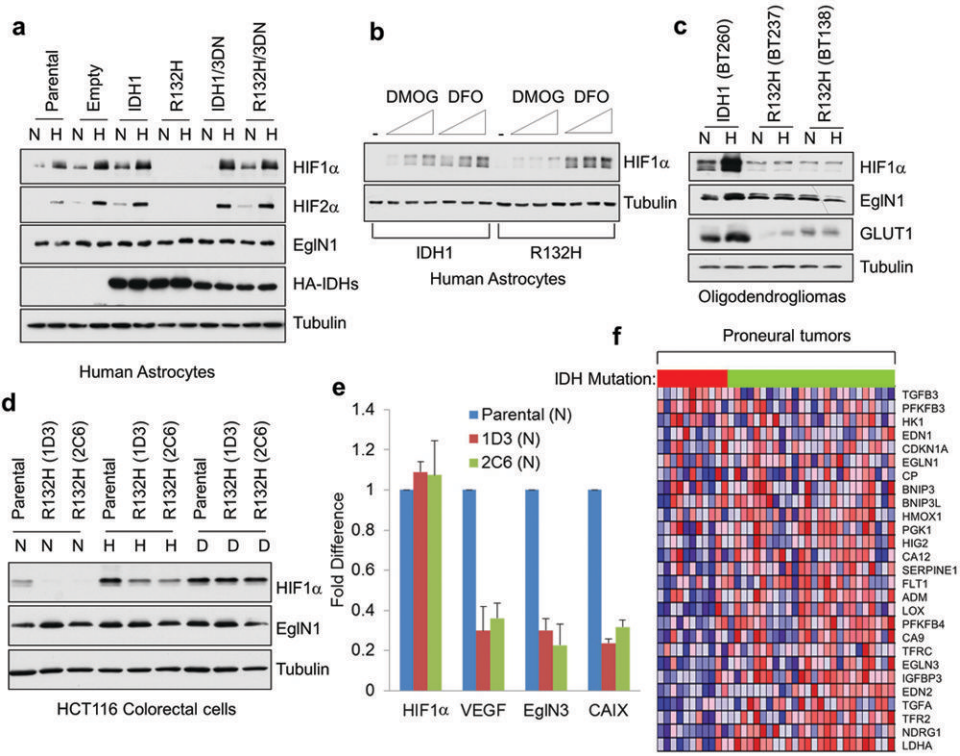 a
Parental
Empty
IDH1
R132H
IDH1/3DN
R132H/3DN
N H N H N H N H N H N H
HIF1α
HIF2α
EglN1
HA-IDHs
Tubulin
Human Astrocytes
b
DMOG DFO DMOG DFO
- -
HIF1α
Tubulin
IDH1 R132H
Human Astrocytes
c
IDH1 (BT260)
R132H (BT237)
R132H (BT138)
N H N H N H
HIF1α
EglN1
GLUT1
Tubulin
Oligodendrogliomas
d
Parental
R132H (1D3)
R132H (2C6)
Parental
R132H (1D3)
R132H (2C6)
Parental
R132H (1D3)
R132H (2C6)
N N N H H H D D D
HIF1α
EglN1
Tubulin
HCT116 Colorectal cells
e
Fold Difference
1.4
1.2
1
0.8
0.6
0.4
0.2
0
Parental (N)
1D3 (N)
2C6 (N)
HIF1α VEGF EglN3 CAIX
f
Proneural tumors
IDH Mutation:
TGFB3
PFKFB3
HK1
EDN1
CDKN1A
EGLN1
CP
BNIP3
BNIP3L
HMOX1
PGK1
HIG2
CA12
SERPINE1
FLT1
ADM
LOX
PFKFB4
CA9
TFRC
EGLN3
IGFBP3
EDN2
TGFA
TFR2
NDRG1
LDHA